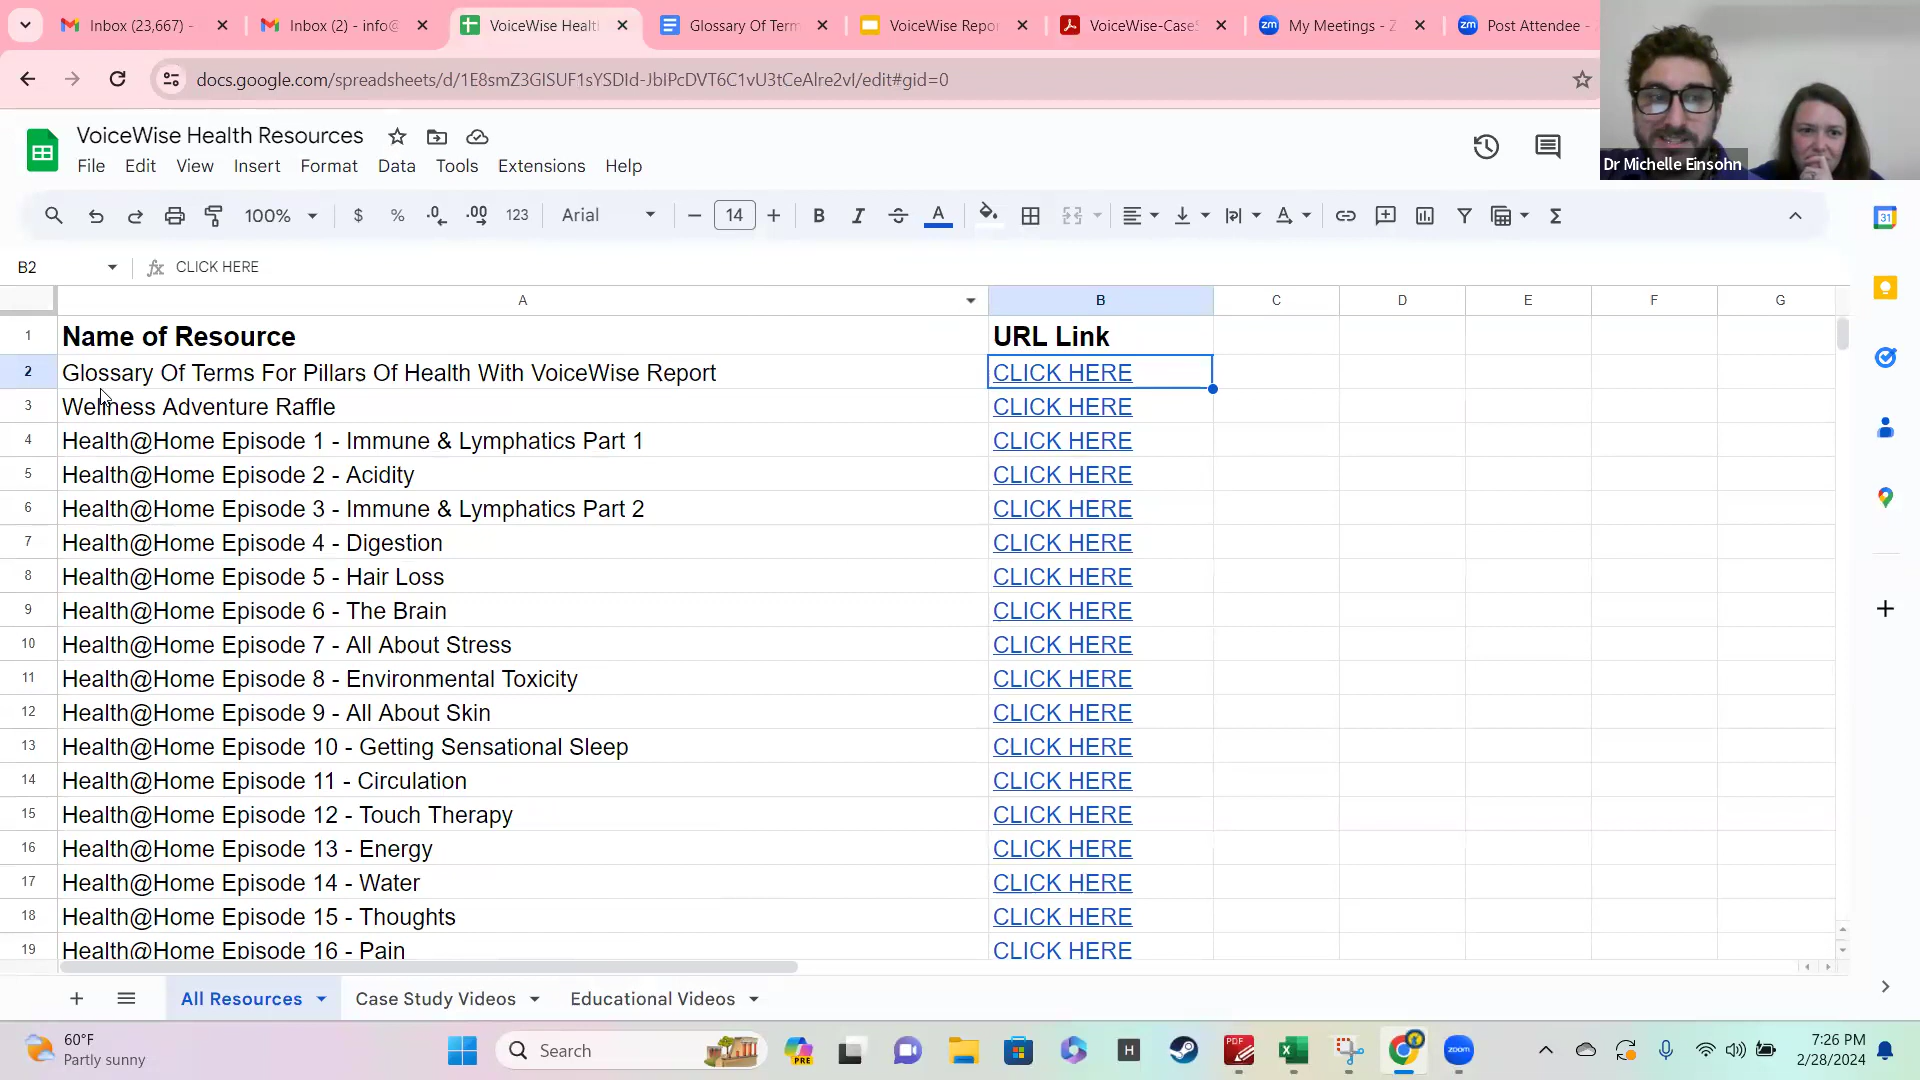 Inbox (23,667) -
Inbox (2) - info@
VoiceWise Healt
Glossary Of Term
VoiceWise Repor
VoiceWise-CaseS
zm My Meetings - Z
zm Post Attendee -
docs.google.com/spreadsheets/d/
Dr Michelle Einsohn
VoiceWise Health Resources
File Edit View Insert Format Data Tools Extensions Help
100% $ % .0 .00 123 Arial 14 B I S A
31
B2 fx CLICK HERE
A B C D E F G
1 Name of Resource URL Link
2 Glossary Of Terms For Pillars Of Health With VoiceWise Report CLICK HERE
3 Wellness Adventure Raffle CLICK HERE
4 Health@Home Episode 1 - Immune & Lymphatics Part 1 CLICK HERE
5 Health@Home Episode 2 - Acidity CLICK HERE
6 Health@Home Episode 3 - Immune & Lymphatics Part 2 CLICK HERE
7 Health@Home Episode 4 - Digestion CLICK HERE
8 Health@Home Episode 5 - Hair Loss CLICK HERE
9 Health@Home Episode 6 - The Brain CLICK HERE
10 Health@Home Episode 7 - All About Stress CLICK HERE
11 Health@Home Episode 8 - Environmental Toxicity CLICK HERE
12 Health@Home Episode 9 - All About Skin CLICK HERE
13 Health@Home Episode 10 - Getting Sensational Sleep CLICK HERE
14 Health@Home Episode 11 - Circulation CLICK HERE
15 Health@Home Episode 12 - Touch Therapy CLICK HERE
16 Health@Home Episode 13 - Energy CLICK HERE
17 Health@Home Episode 14 - Water CLICK HERE
18 Health@Home Episode 15 - Thoughts CLICK HERE
19 Health@Home Episode 16 - Pain CLICK HERE
All Resources Case Study Videos Educational Videos
60°F
Partly sunny
Search
PRE
H
PDF
zoom
7:26 PM
2/28/2024